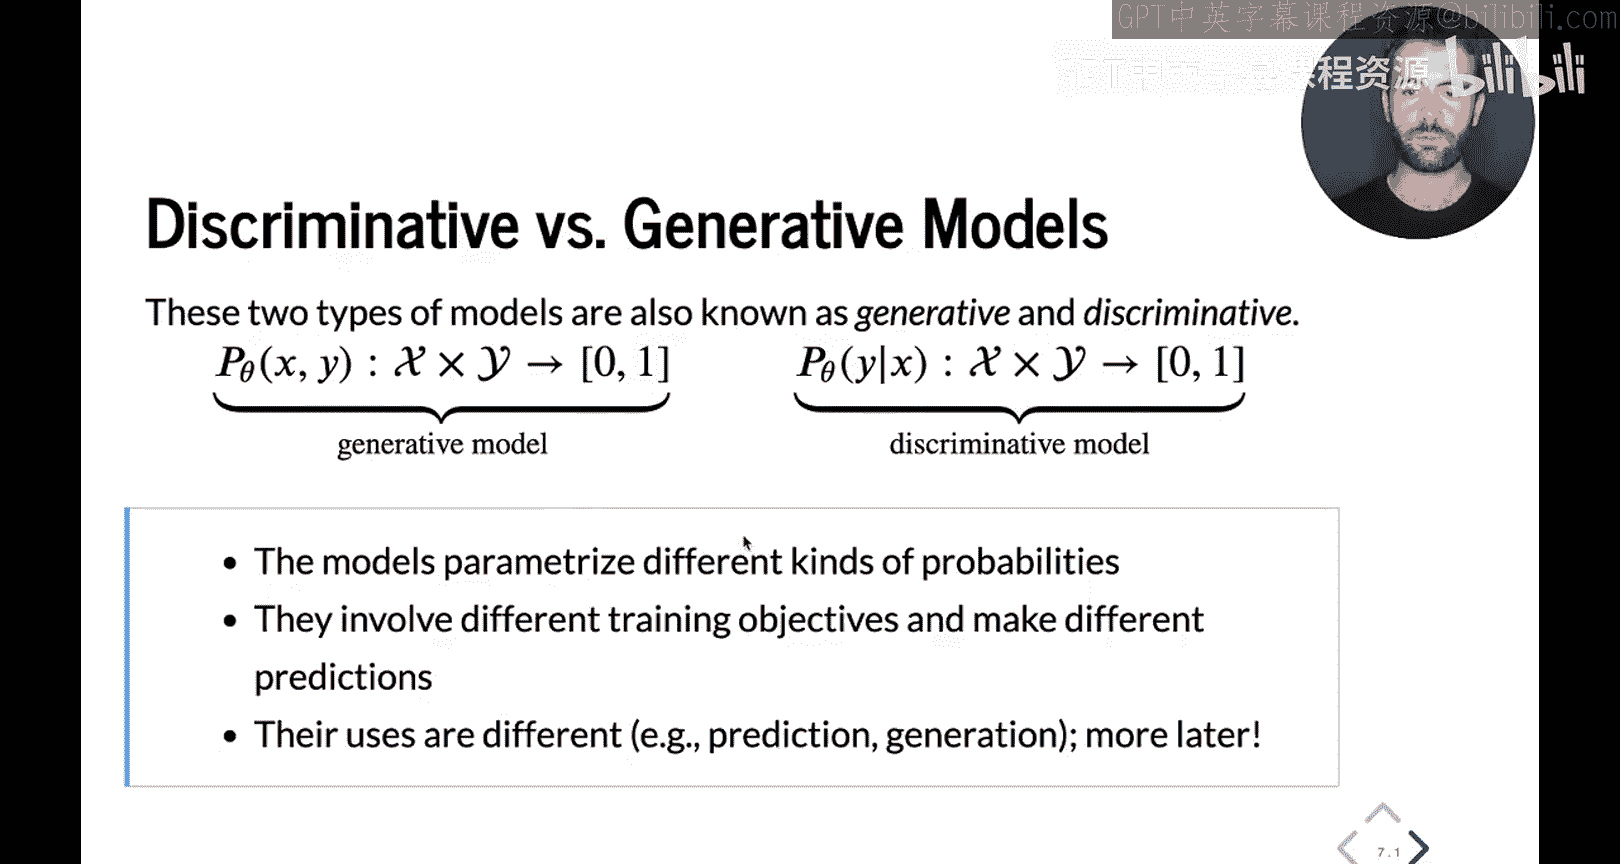 GPT中英字幕课程资源@bilibili.com
课程资源 bilibili
Discriminative vs. Generative Models
These two types of models are also known as generative and discriminative.
Pθ(x, y) : 𝒳 × 𝒴 → [0, 1] Pθ(y|x) : 𝒳 × 𝒴 → [0, 1]
generative model discriminative model
• The models parametrize different kinds of probabilities
• They involve different training objectives and make different
predictions
• Their uses are different (e.g., prediction, generation); more later!
7.1